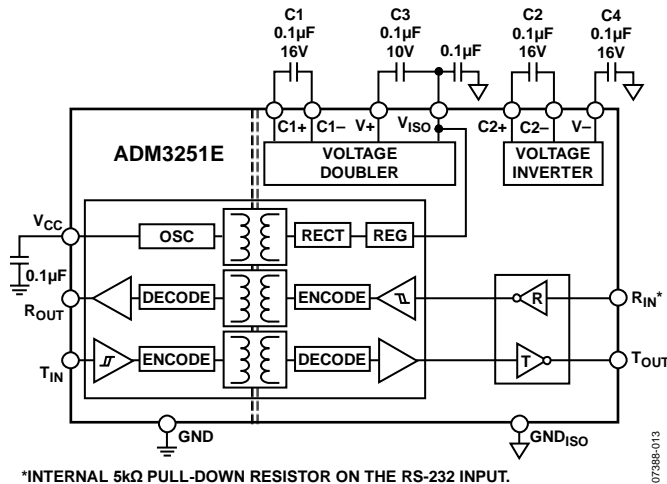 C1
0.1µF
16V
C3
0.1µF
10V
0.1µF
C2
0.1µF
16V
C4
0.1µF
16V
C1+ C1– V+ VISO C2+ C2– V–
ADM3251E
VOLTAGE
DOUBLER
VOLTAGE
INVERTER
VCC
OSC RECT REG
0.1µF
ROUT
DECODE ENCODE R RIN*
TIN
ENCODE DECODE T TOUT
GND GNDISO
*INTERNAL 5kΩ PULL-DOWN RESISTOR ON THE RS-232 INPUT.
07388-013